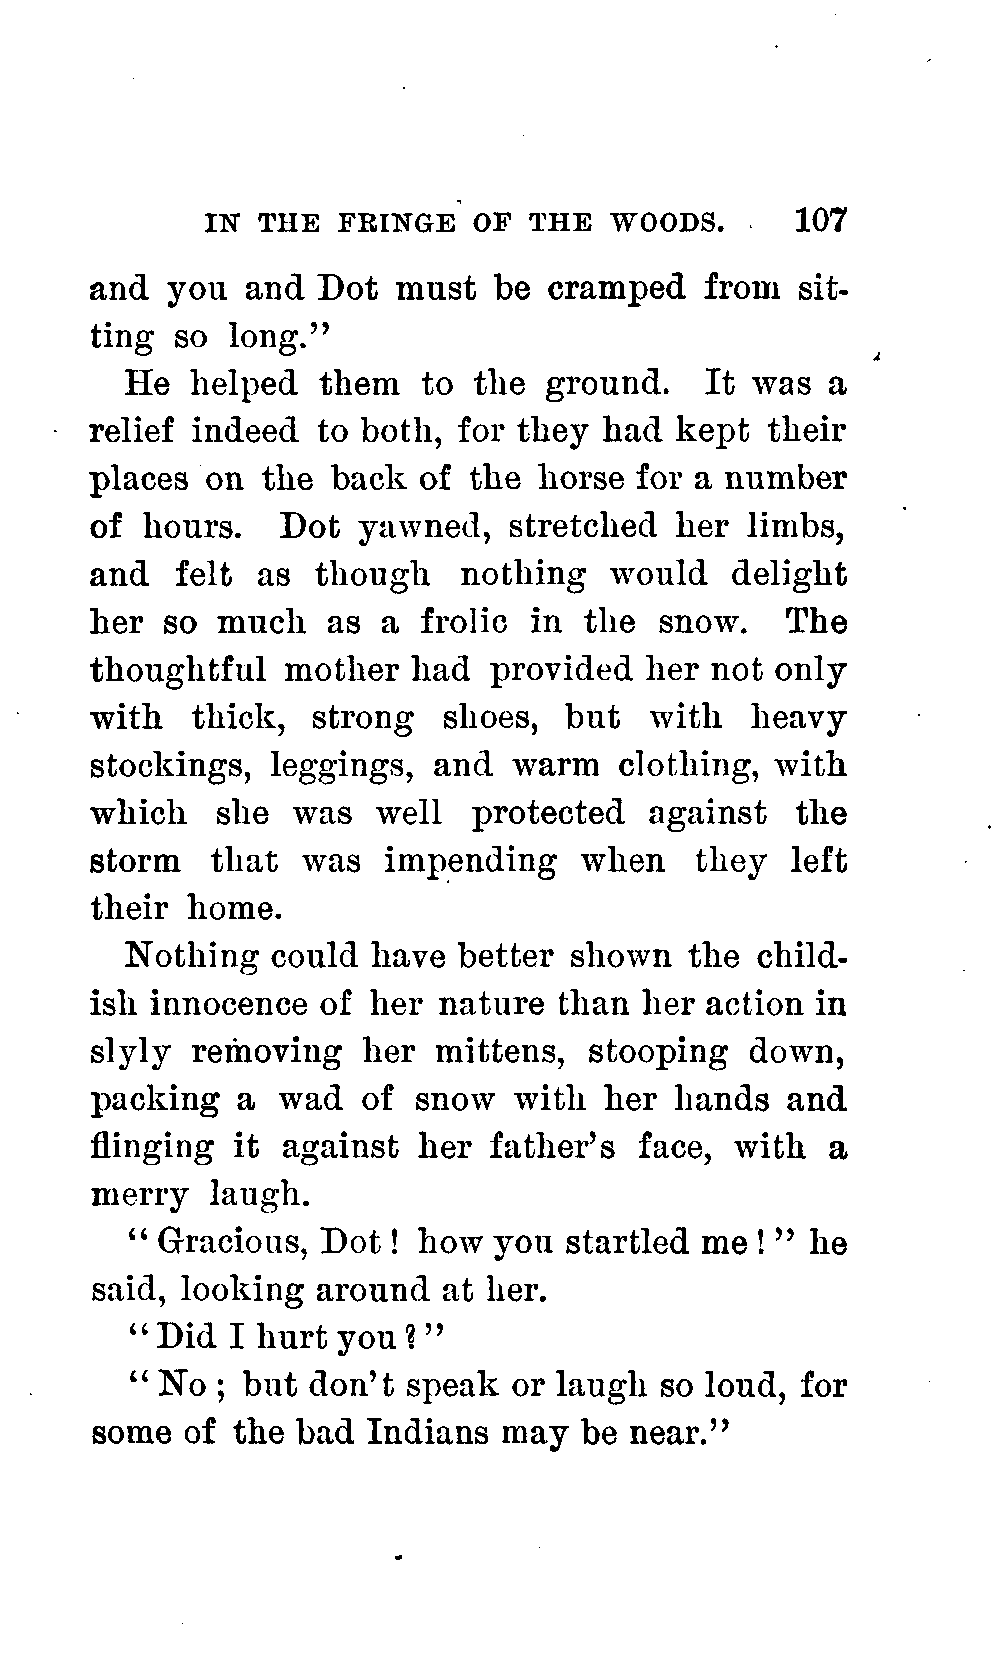 IN THE FRINGE OF THE WOODS. 107
and you and Dot must be cramped from sit-
ting so long."
He helped them to the ground. It was a
relief indeed to both, for they had kept their
places on the back of the horse for a number
of hours. Dot yawned, stretched her limbs,
and felt as though nothing would delight
her so much as a frolic in the snow. The
thoughtful mother had provided her not only
with thick, strong shoes, but with heavy
stockings, leggings, and warm clothing, with
which she was well protected against the
storm that was impending when they left
their home.
Nothing could have better shown the child-
ish innocence of her nature than her action in
slyly removing her mittens, stooping down,
packing a wad of snow with her hands and
flinging it against her father's face, with a
merry laugh.
"Gracious, Dot! how you startled me!" he
said, looking around at her.
"Did I hurt you?"
"No; but don't speak or laugh so loud, for
some of the bad Indians may be near."